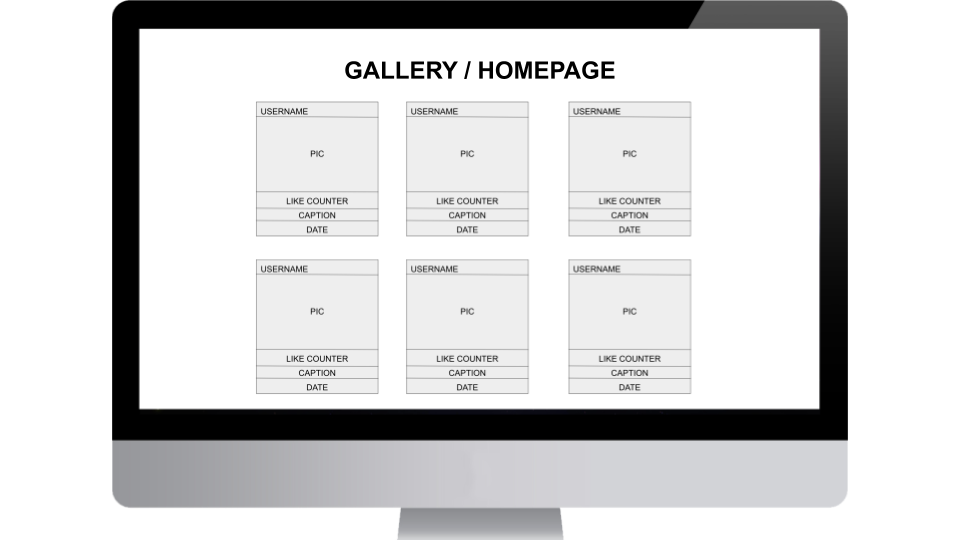 GALLERY / HOMEPAGE
USERNAME USERNAME USERNAME
PIC PIC PIC
LIKE COUNTER LIKE COUNTER LIKE COUNTER
CAPTION CAPTION CAPTION
DATE DATE DATE
USERNAME USERNAME USERNAME
PIC PIC PIC
LIKE COUNTER LIKE COUNTER LIKE COUNTER
CAPTION CAPTION CAPTION
DATE DATE DATE